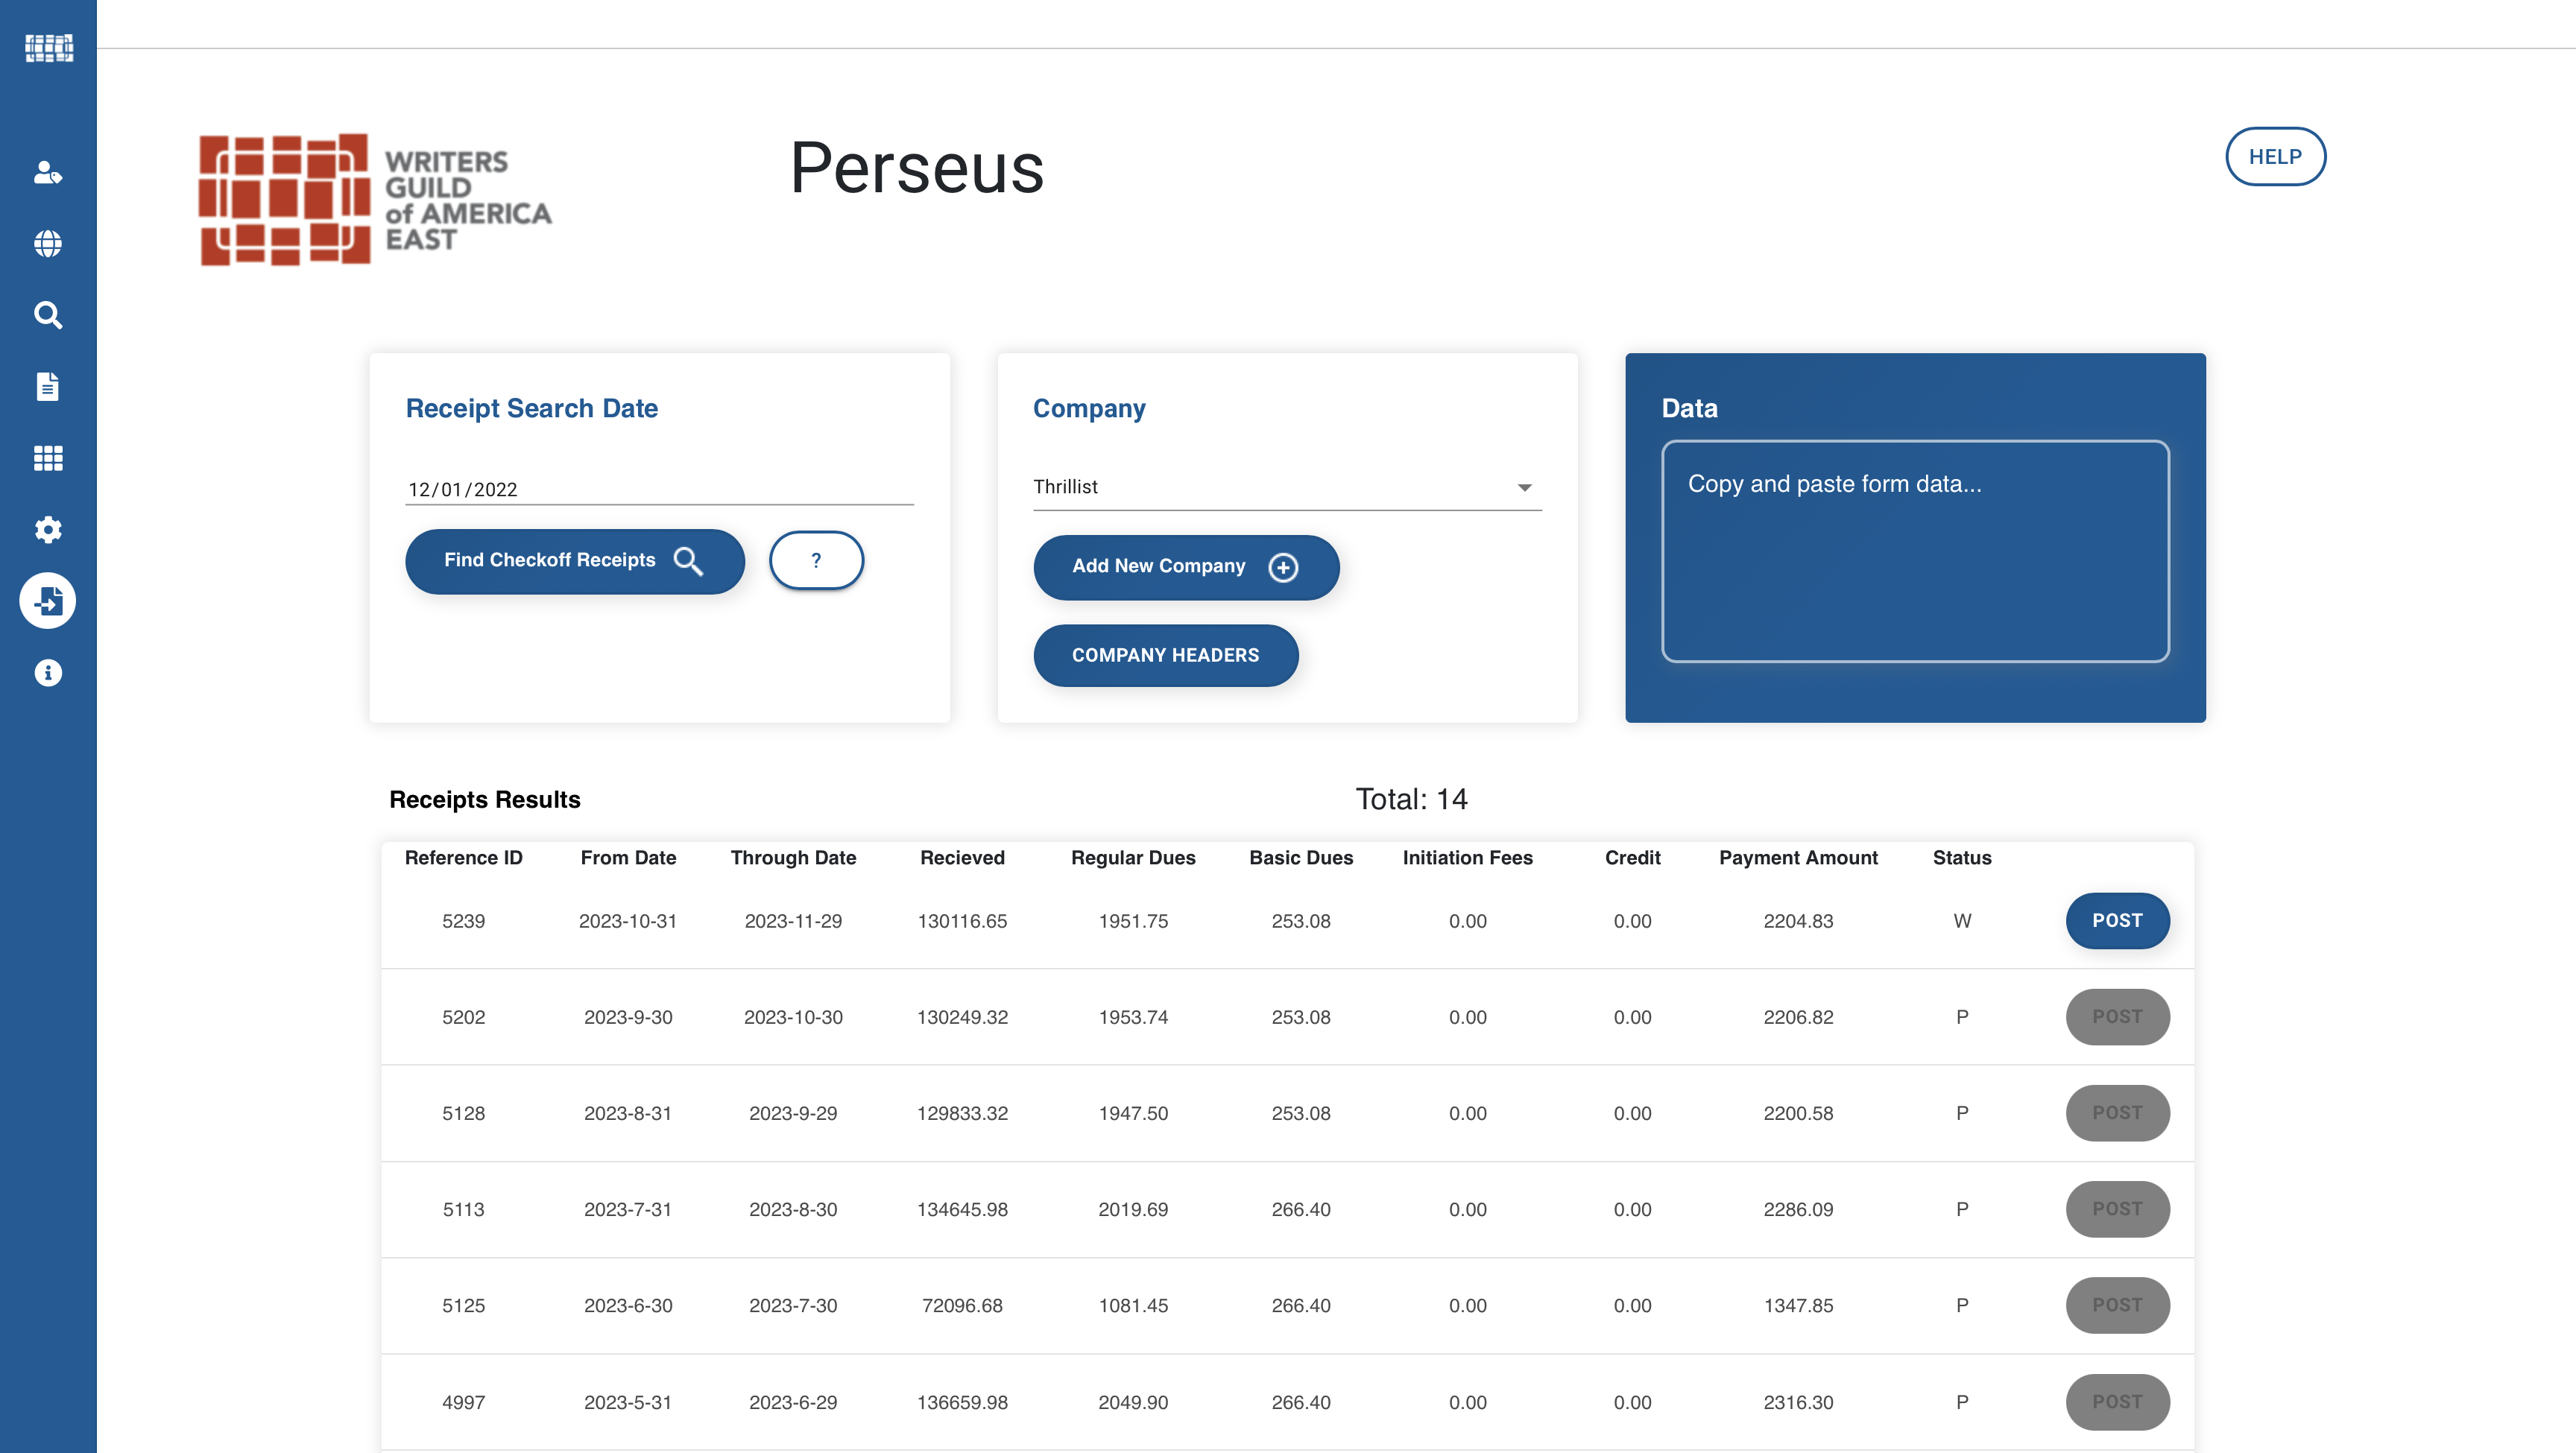 WRITERS
GUILD
of AMERICA
EAST
Perseus
HELP
Receipt Search Date
12/01/2022
Find Checkoff Receipts
?
Company
Thrillist
Add New Company
COMPANY HEADERS
Data
Copy and paste form data...
Receipts Results
Total: 14
Reference ID From Date Through Date Recieved Regular Dues Basic Dues Initiation Fees Credit Payment Amount Status
5239 2023-10-31 2023-11-29 130116.65 1951.75 253.08 0.00 0.00 2204.83 W POST
5202 2023-9-30 2023-10-30 130249.32 1953.74 253.08 0.00 0.00 2206.82 P POST
5128 2023-8-31 2023-9-29 129833.32 1947.50 253.08 0.00 0.00 2200.58 P POST
5113 2023-7-31 2023-8-30 134645.98 2019.69 266.40 0.00 0.00 2286.09 P POST
5125 2023-6-30 2023-7-30 72096.68 1081.45 266.40 0.00 0.00 1347.85 P POST
4997 2023-5-31 2023-6-29 136659.98 2049.90 266.40 0.00 0.00 2316.30 P POST